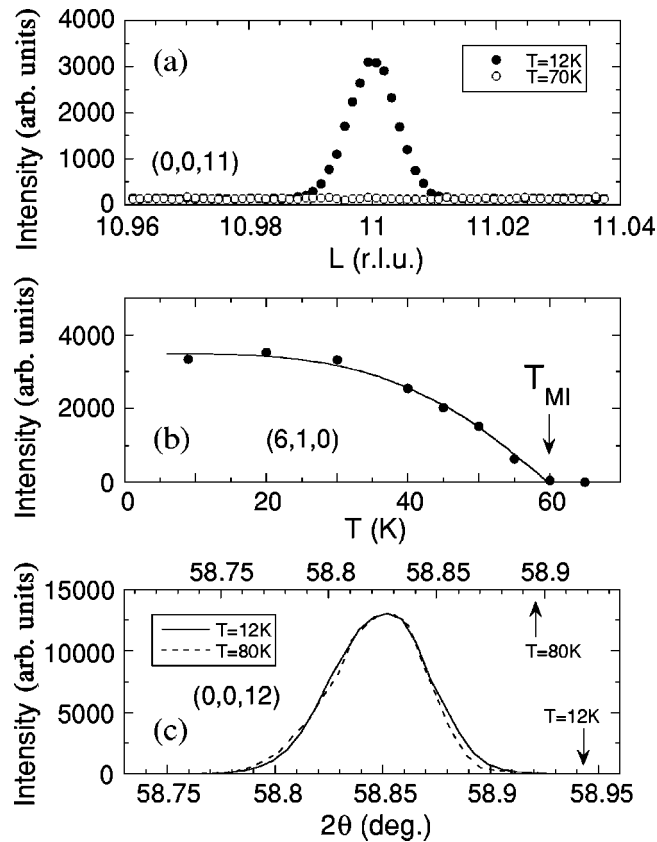 (a)
T=12K
T=70K
(0,0,11)
Intensity (arb. units)
4000
3000
2000
1000
0
10.96 10.98 11 11.02 11.04
L (r.l.u.)
(b)
(6,1,0)
T_MI
Intensity (arb. units)
4000
2000
0
0 20 40 60
T (K)
58.75 58.8 58.85 58.9
(c)
T=12K
T=80K
(0,0,12)
T=80K
T=12K
Intensity (arb. units)
15000
10000
5000
0
58.75 58.8 58.85 58.9 58.95
2θ (deg.)